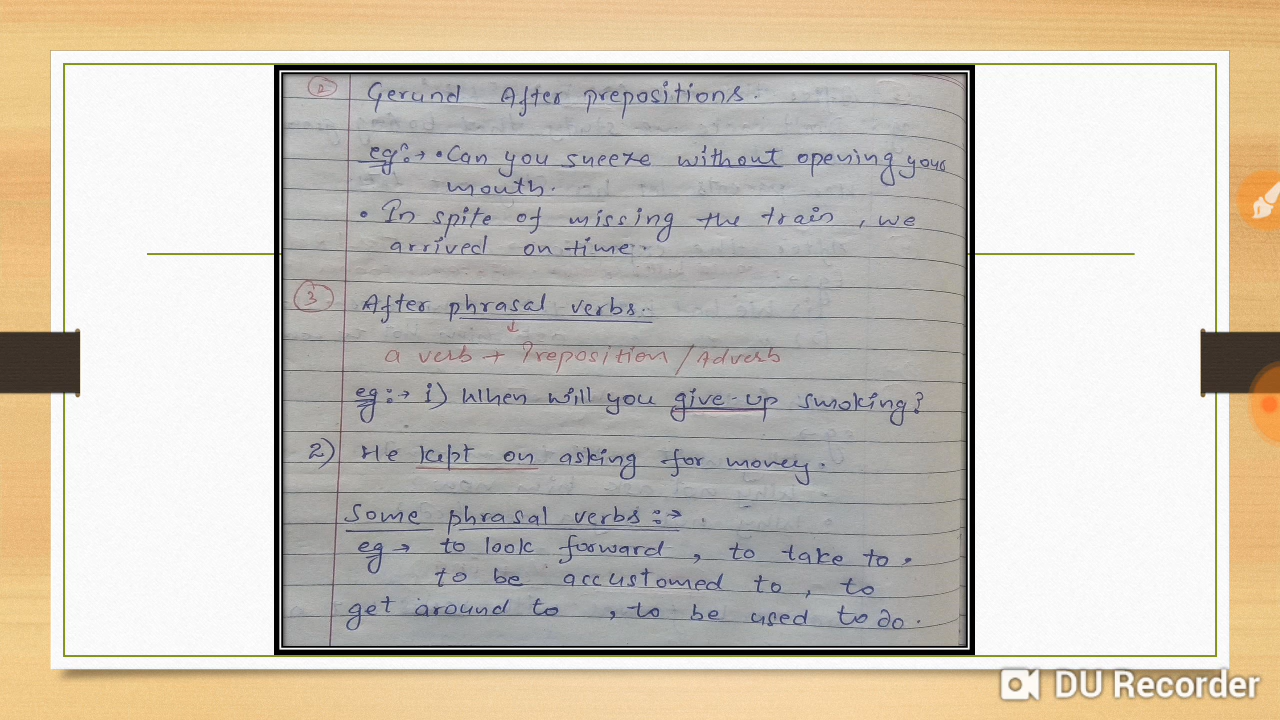 2 Gerund After prepositions.
eg:→ • Can you sneeze without opening your
mouth.
• In spite of missing the train, we
arrived on time.
3 After phrasal verbs.
↓
a verb + Preposition / Adverb
eg:→ 1) When will you give-up smoking?
2) He kept on asking for money.
Some phrasal verbs:→
eg → to look forward, to take to.
to be accustomed to, to
get around to, to be used to do.
DU Recorder